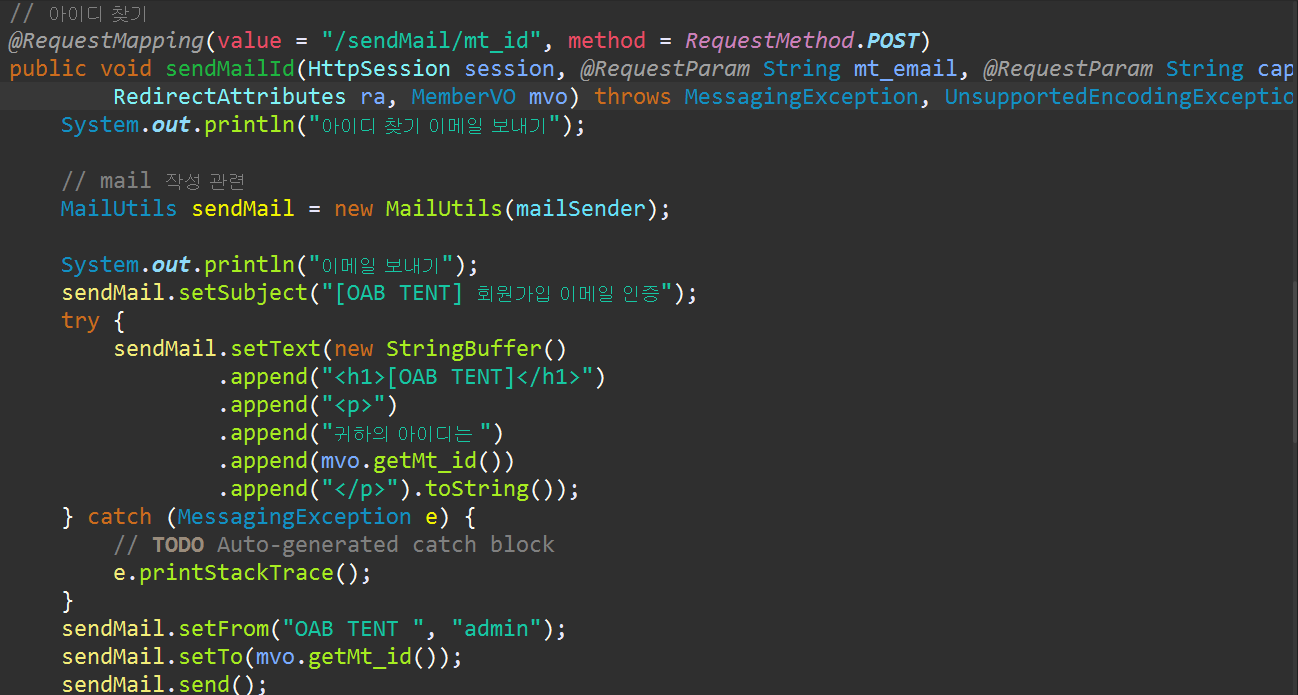 // 아이디 찾기
@RequestMapping(value = "/sendMail/mt_id", method = RequestMethod.POST)
public void sendMailId(HttpSession session, @RequestParam String mt_email, @RequestParam String cap
RedirectAttributes ra, MemberVO mvo) throws MessagingException, UnsupportedEncodingExceptio
System.out.println("아이디 찾기 이메일 보내기");
// mail 작성 관련
MailUtils sendMail = new MailUtils(mailSender);
System.out.println("이메일 보내기");
sendMail.setSubject("[OAB TENT] 회원가입 이메일 인증");
try {
sendMail.setText(new StringBuffer()
.append("<h1>[OAB TENT]</h1>")
.append("<p>")
.append("귀하의 아이디는 ")
.append(mvo.getMt_id())
.append("</p>").toString());
} catch (MessagingException e) {
// TODO Auto-generated catch block
e.printStackTrace();
}
sendMail.setFrom("OAB TENT ", "admin");
sendMail.setTo(mvo.getMt_id());
sendMail.send();